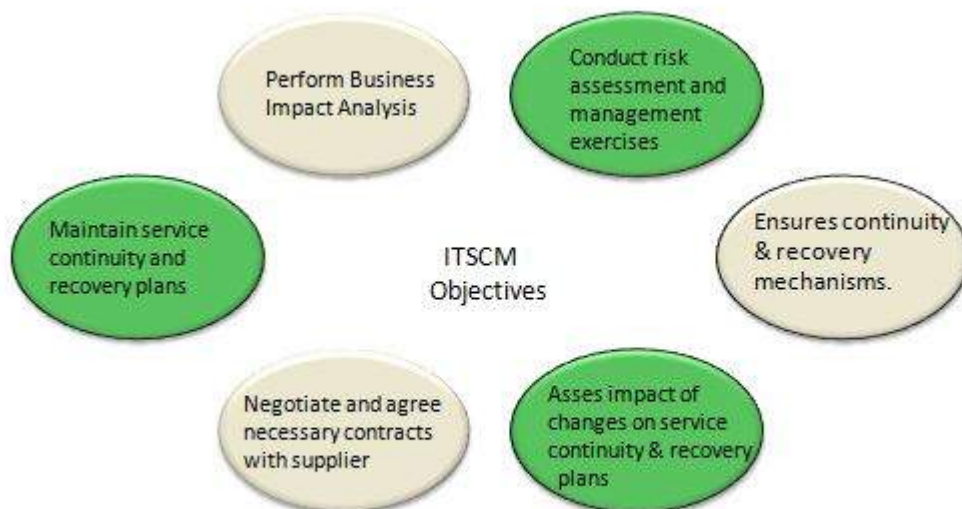 Perform Business
Impact Analysis
Conduct risk
assessment and
management
exercises
Maintain service
continuity and
recovery plans
ITSCM
Objectives
Ensures continuity
& recovery
mechanisms.
Negotiate and agree
necessary contracts
with supplier
Asses impact of
changes on service
continuity & recovery
plans